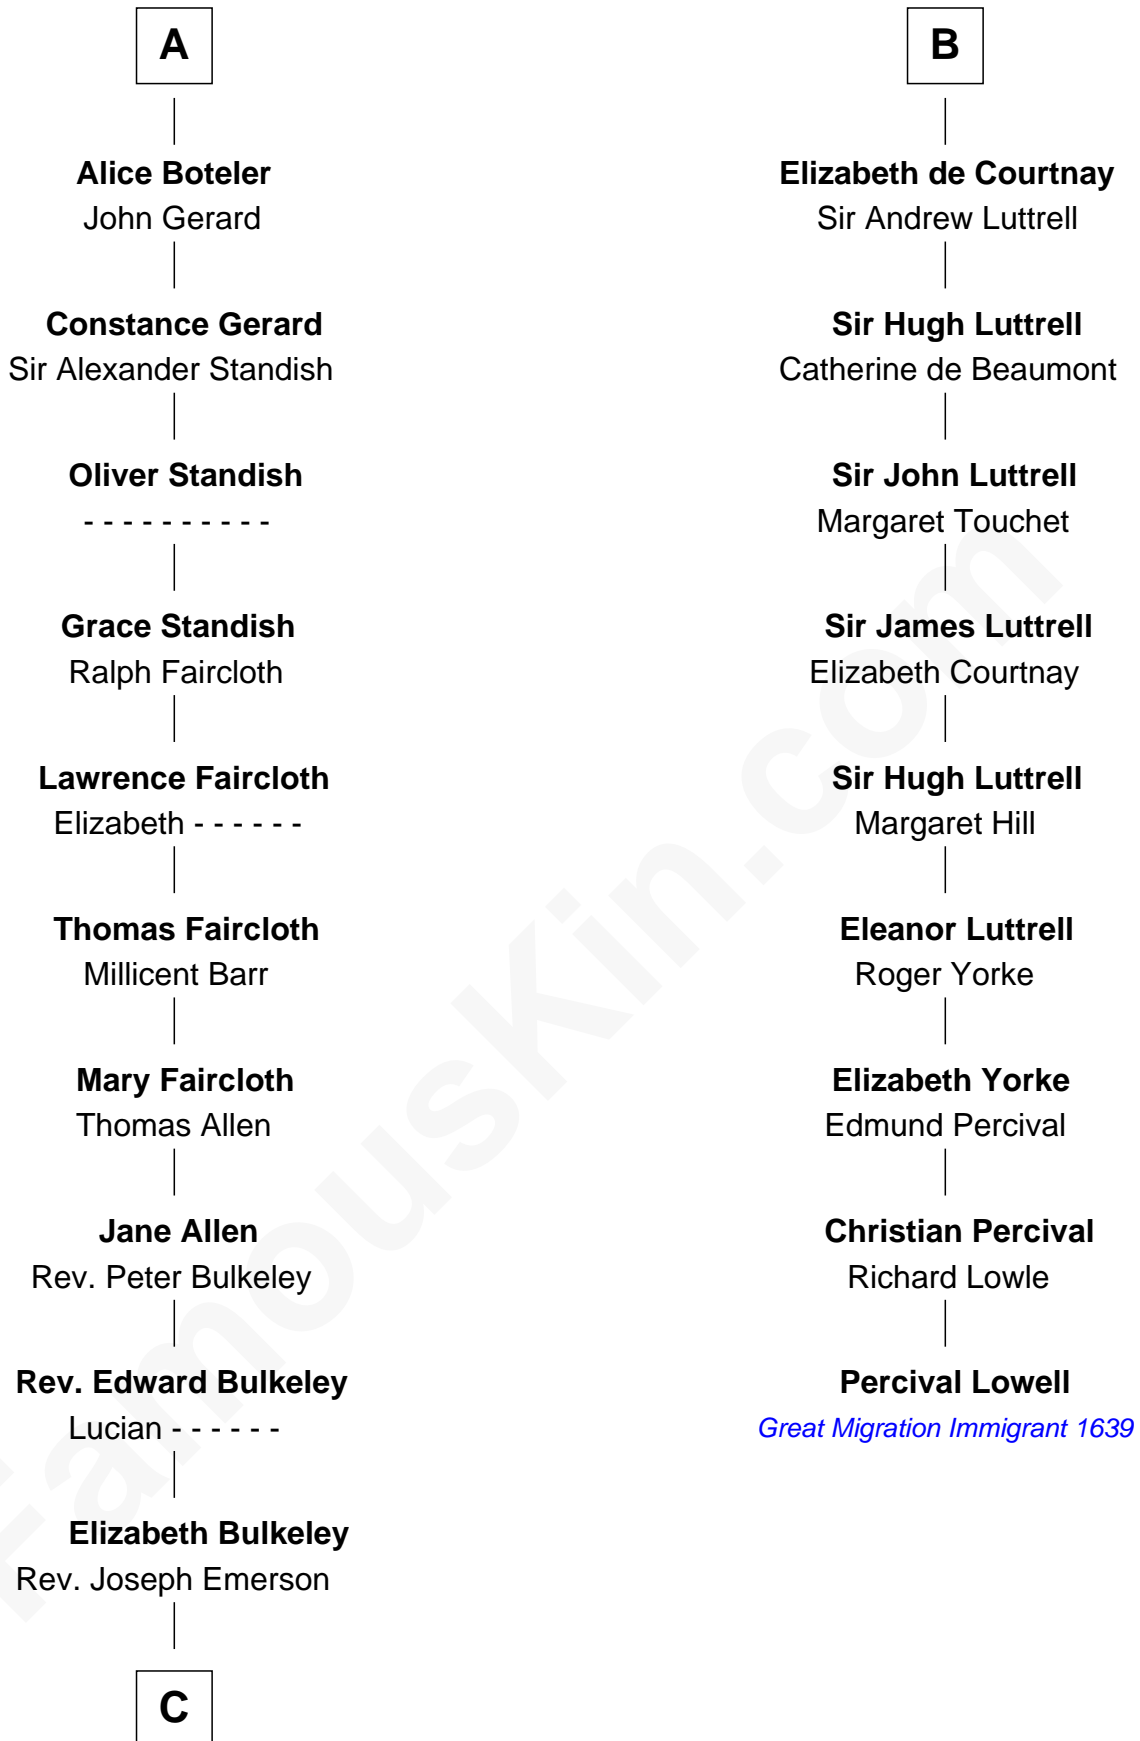 A
Alice Boteler
John Gerard
Constance Gerard
Sir Alexander Standish
Oliver Standish
- - - - - - - - - -
Grace Standish
Ralph Faircloth
Lawrence Faircloth
Elizabeth - - - - - -
Thomas Faircloth
Millicent Barr
Mary Faircloth
Thomas Allen
Jane Allen
Rev. Peter Bulkeley
Rev. Edward Bulkeley
Lucian - - - - - -
Elizabeth Bulkeley
Rev. Joseph Emerson
C
B
Elizabeth de Courtnay
Sir Andrew Luttrell
Sir Hugh Luttrell
Catherine de Beaumont
Sir John Luttrell
Margaret Touchet
Sir James Luttrell
Elizabeth Courtnay
Sir Hugh Luttrell
Margaret Hill
Eleanor Luttrell
Roger Yorke
Elizabeth Yorke
Edmund Percival
Christian Percival
Richard Lowle
Percival Lowell
Great Migration Immigrant 1639
FamousKin.com